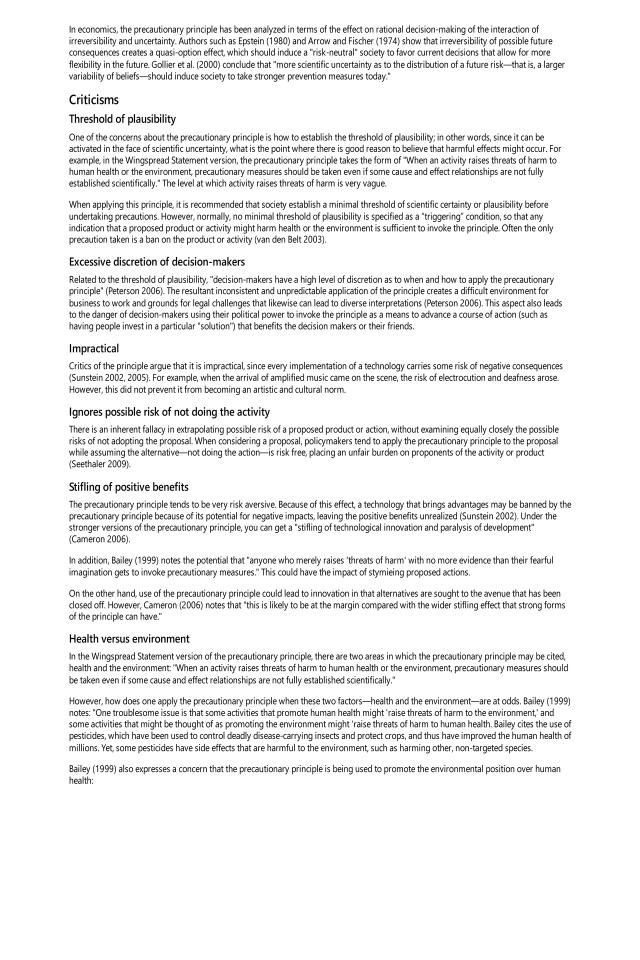 In economics, the precautionary principle has been analyzed in terms of the effect on rational decision-making of the interaction of
irreversibility and uncertainty. Authors such as Epstein (1980) and Arrow and Fischer (1974) show that irreversibility of possible future
consequences creates a quasi-option effect, which should induce a "risk-neutral" society to favor current decisions that allow for more
flexibility in the future. Gollier et al. (2000) conclude that "more scientific uncertainty as to the distribution of a future risk—that is, a larger
variability of beliefs—should induce society to take stronger prevention measures today."
Criticisms
Threshold of plausibility
One of the concerns about the precautionary principle is how to establish the threshold of plausibility; in other words, since it can be
activated in the face of scientific uncertainty, what is the point where there is good reason to believe that harmful effects might occur. For
example, in the Wingspread Statement version, the precautionary principle takes the form of "When an activity raises threats of harm to
human health or the environment, precautionary measures should be taken even if some cause and effect relationships are not fully
established scientifically." The level at which activity raises threats of harm is very vague.
When applying this principle, it is recommended that society establish a minimal threshold of scientific certainty or plausibility before
undertaking precautions. However, normally, no minimal threshold of plausibility is specified as a "triggering" condition, so that any
indication that a proposed product or activity might harm health or the environment is sufficient to invoke the principle. Often the only
precaution taken is a ban on the product or activity (van den Belt 2003).
Excessive discretion of decision-makers
Related to the threshold of plausibility, "decision-makers have a high level of discretion as to when and how to apply the precautionary
principle" (Peterson 2006). The resultant inconsistent and unpredictable application of the principle creates a difficult environment for
business to work and grounds for legal challenges that likewise can lead to diverse interpretations (Peterson 2006). This aspect also leads
to the danger of decision-makers using their political power to invoke the principle as a means to advance a course of action (such as
having people invest in a particular "solution") that benefits the decision makers or their friends.
Impractical
Critics of the principle argue that it is impractical, since every implementation of a technology carries some risk of negative consequences
(Sunstein 2002, 2005). For example, when the arrival of amplified music came on the scene, the risk of electrocution and deafness arose.
However, this did not prevent it from becoming an artistic and cultural norm.
Ignores possible risk of not doing the activity
There is an inherent fallacy in extrapolating possible risk of a proposed product or action, without examining equally closely the possible
risks of not adopting the proposal. When considering a proposal, policymakers tend to apply the precautionary principle to the proposal
while assuming the alternative—not doing the action—is risk free, placing an unfair burden on proponents of the activity or product
(Seethaler 2009).
Stifling of positive benefits
The precautionary principle tends to be very risk aversive. Because of this effect, a technology that brings advantages may be banned by the
precautionary principle because of its potential for negative impacts, leaving the positive benefits unrealized (Sunstein 2002). Under the
stronger versions of the precautionary principle, you can get a "stifling of technological innovation and paralysis of development"
(Cameron 2006).
In addition, Bailey (1999) notes the potential that "anyone who merely raises 'threats of harm' with no more evidence than their fearful
imagination gets to invoke precautionary measures." This could have the impact of stymieing proposed actions.
On the other hand, use of the precautionary principle could lead to innovation in that alternatives are sought to the avenue that has been
closed off. However, Cameron (2006) notes that "this is likely to be at the margin compared with the wider stifling effect that strong forms
of the principle can have."
Health versus environment
In the Wingspread Statement version of the precautionary principle, there are two areas in which the precautionary principle may be cited,
health and the environment: "When an activity raises threats of harm to human health or the environment, precautionary measures should
be taken even if some cause and effect relationships are not fully established scientifically."
However, how does one apply the precautionary principle when these two factors—health and the environment—are at odds. Bailey (1999)
notes: "One troublesome issue is that some activities that promote human health might 'raise threats of harm to the environment,' and
some activities that might be thought of as promoting the environment might 'raise threats of harm to human health. Bailey cites the use of
pesticides, which have been used to control deadly disease-carrying insects and protect crops, and thus have improved the human health of
millions. Yet, some pesticides have side effects that are harmful to the environment, such as harming other, non-targeted species.
Bailey (1999) also expresses a concern that the precautionary principle is being used to promote the environmental position over human
health: